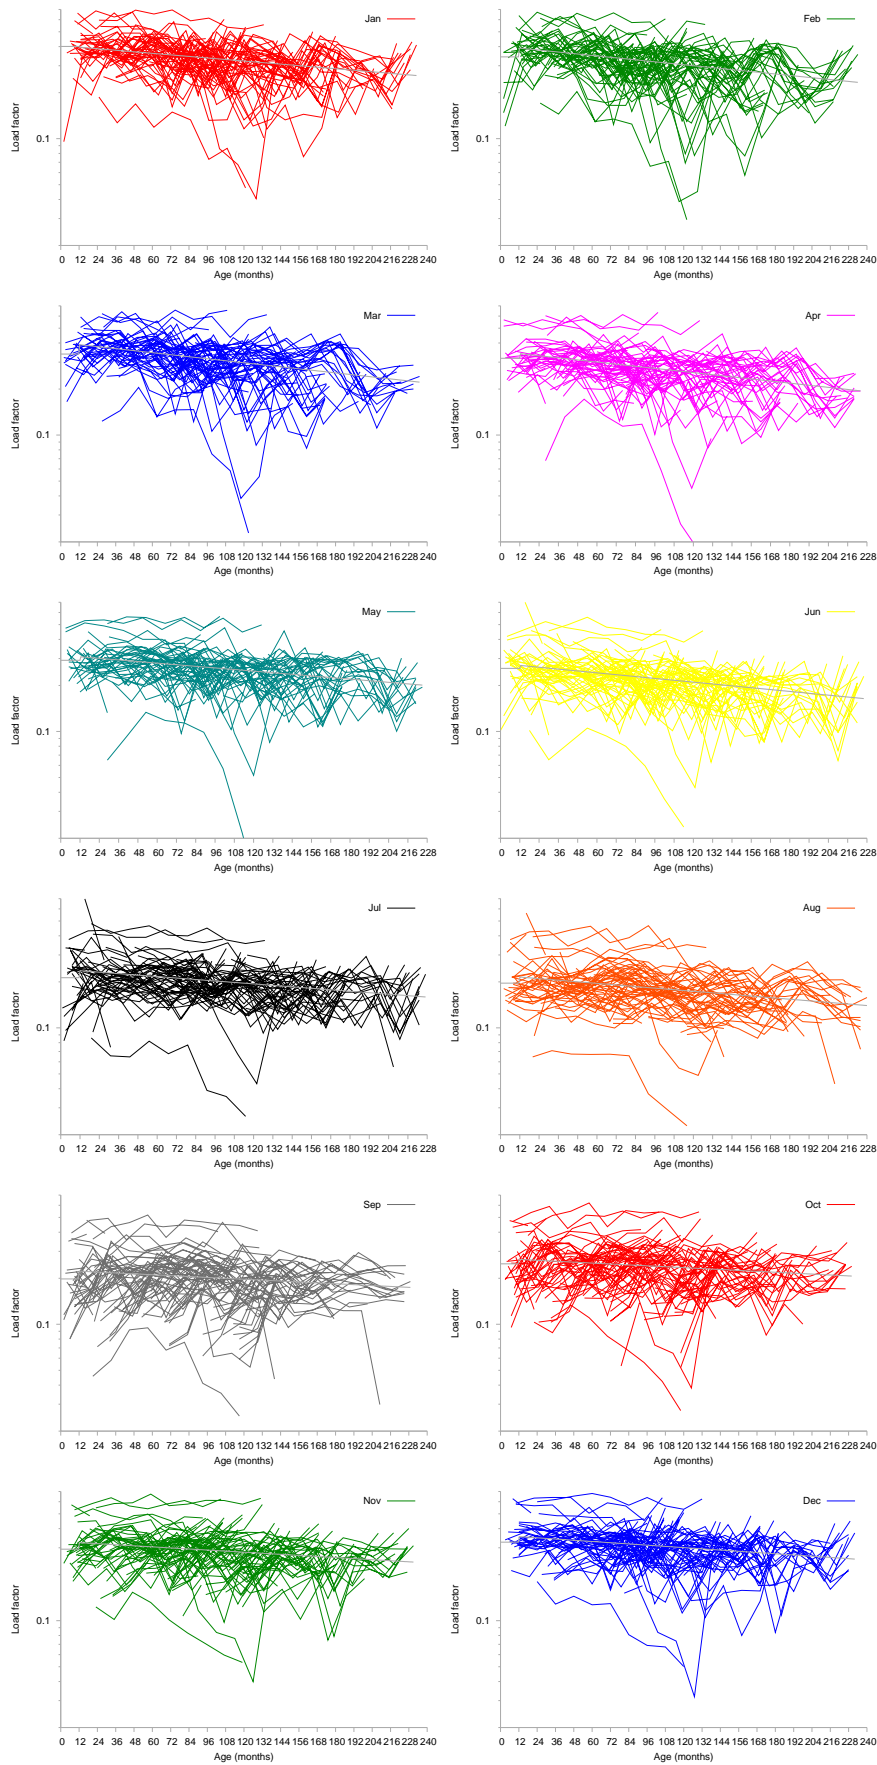 Jan
Load factor
0.1
0 12 24 36 48 60 72 84 96 108 120 132 144 156 168 180 192 204 216 228 240
Age (months)
Feb
Load factor
0.1
0 12 24 36 48 60 72 84 96 108 120 132 144 156 168 180 192 204 216 228 240
Age (months)
Mar
Load factor
0.1
0 12 24 36 48 60 72 84 96 108 120 132 144 156 168 180 192 204 216 228 240
Age (months)
Apr
Load factor
0.1
0 12 24 36 48 60 72 84 96 108 120 132 144 156 168 180 192 204 216 228
Age (months)
May
Load factor
0.1
0 12 24 36 48 60 72 84 96 108 120 132 144 156 168 180 192 204 216 228
Age (months)
Jun
Load factor
0.1
0 12 24 36 48 60 72 84 96 108 120 132 144 156 168 180 192 204 216 228
Age (months)
Jul
Load factor
0.1
0 12 24 36 48 60 72 84 96 108 120 132 144 156 168 180 192 204 216 228
Age (months)
Aug
Load factor
0.1
0 12 24 36 48 60 72 84 96 108 120 132 144 156 168 180 192 204 216 228
Age (months)
Sep
Load factor
0.1
0 12 24 36 48 60 72 84 96 108 120 132 144 156 168 180 192 204 216 228 240
Age (months)
Oct
Load factor
0.1
0 12 24 36 48 60 72 84 96 108 120 132 144 156 168 180 192 204 216 228
Age (months)
Nov
Load factor
0.1
0 12 24 36 48 60 72 84 96 108 120 132 144 156 168 180 192 204 216 228 240
Age (months)
Dec
Load factor
0.1
0 12 24 36 48 60 72 84 96 108 120 132 144 156 168 180 192 204 216 228 240
Age (months)